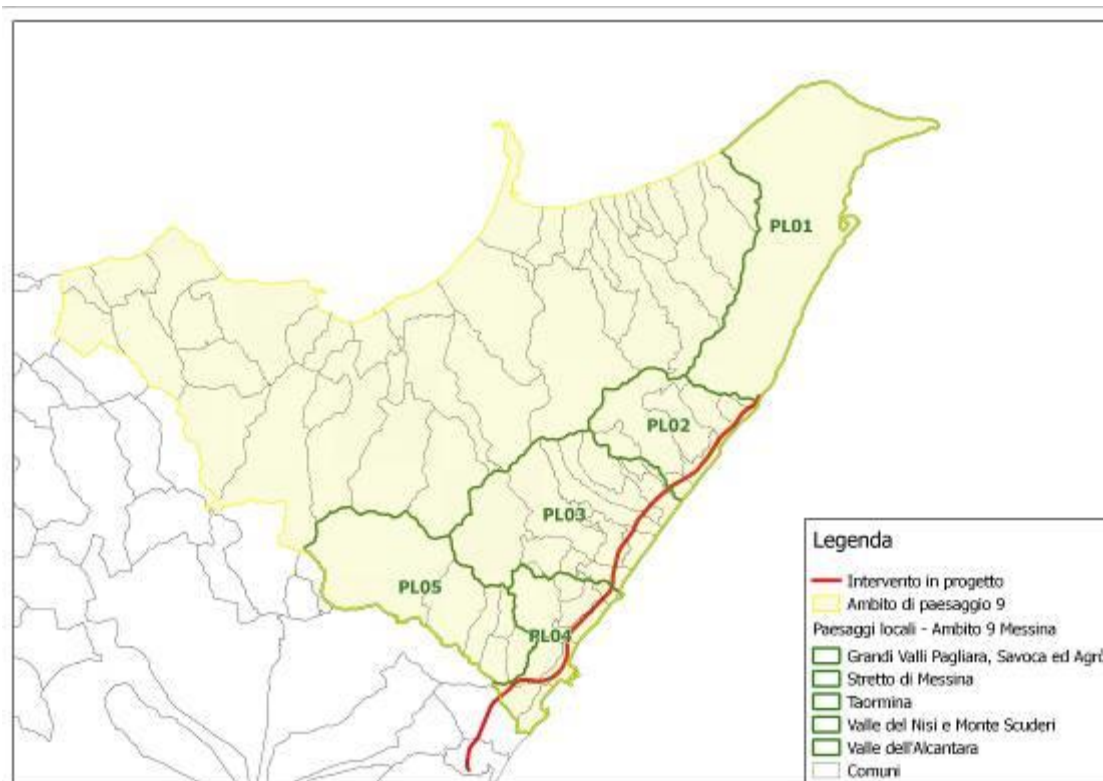 PL01
PL02
PL03
PL05
PL04
Legenda
Intervento in progetto
Ambito di paesaggio 9
Paesaggi locali - Ambito 9 Messina
Grandi Valli Pagliara, Savoca ed Agrò
Stretto di Messina
Taormina
Valle del Nisi e Monte Scuderi
Valle dell'Alcantara
Comuni